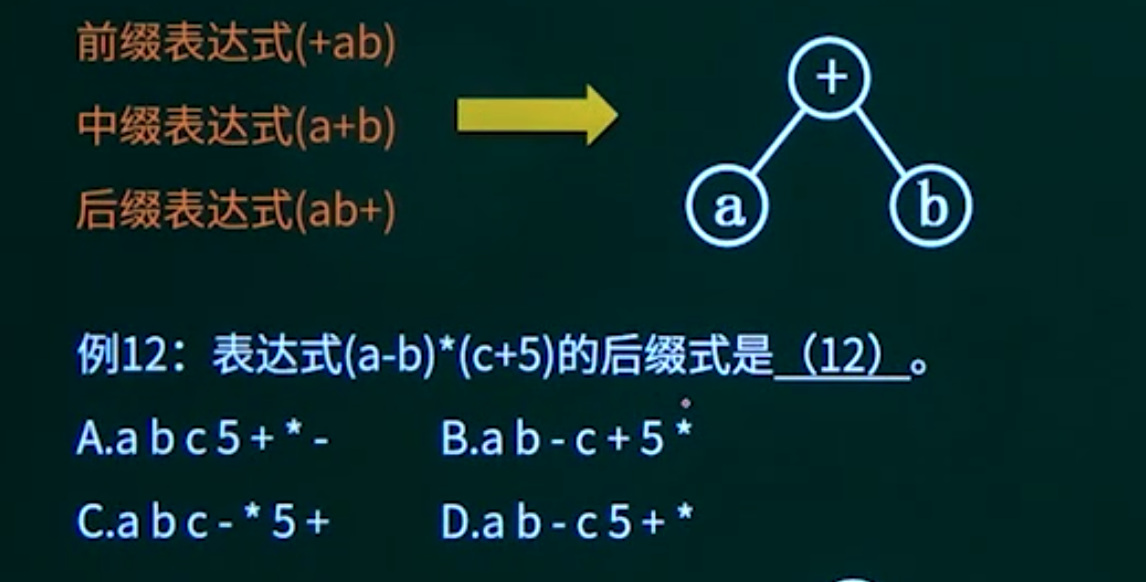 前缀表达式(+ab)
中缀表达式(a+b)
后缀表达式(ab+)
+
a
b
例12：表达式(a-b)*(c+5)的后缀式是（12）。
A.a b c 5 + * -
B.a b - c + 5 *
C.a b c - * 5 +
D.a b - c 5 + *